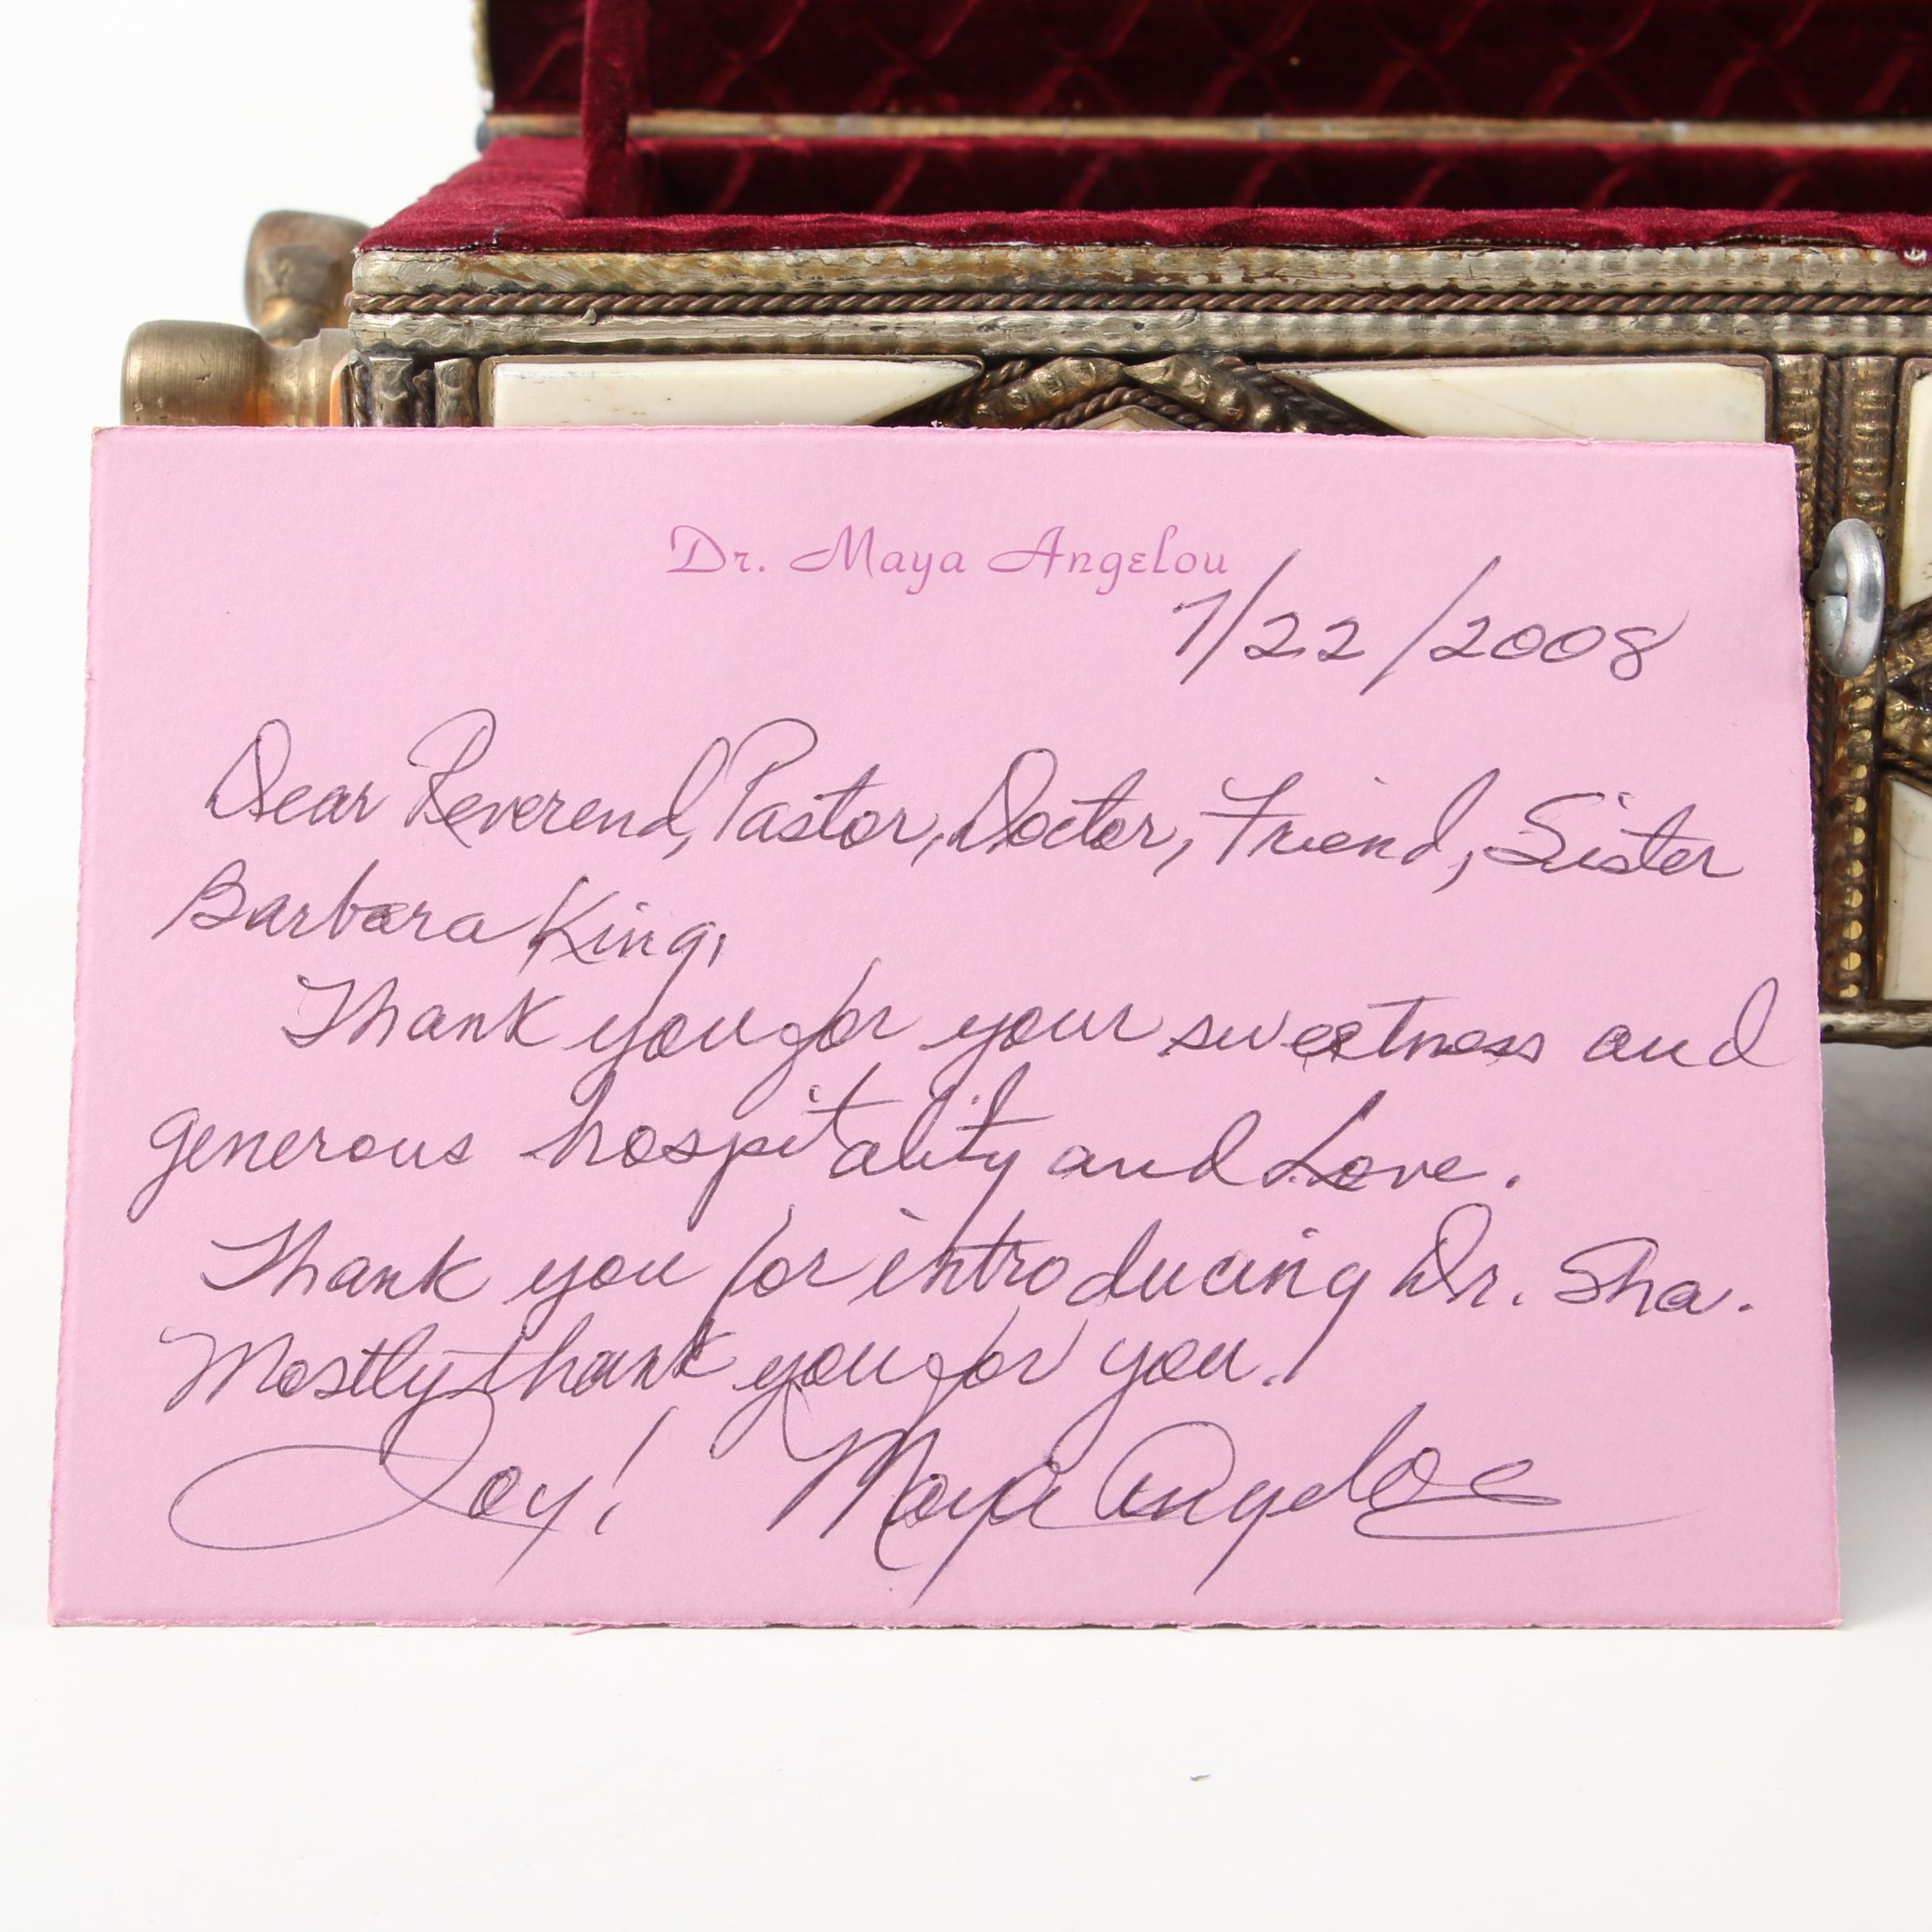 Dr. Maya Angelou
7/22/2008
Dear Reverend, Pastor, Doctor, Friend, Sister
Barbara King,
Thank you for your sweetness and
generous hospitality and Love.
Thank you for introducing Dr. Sha.
Mostly thank you for you.
Joy! Maya Angelou